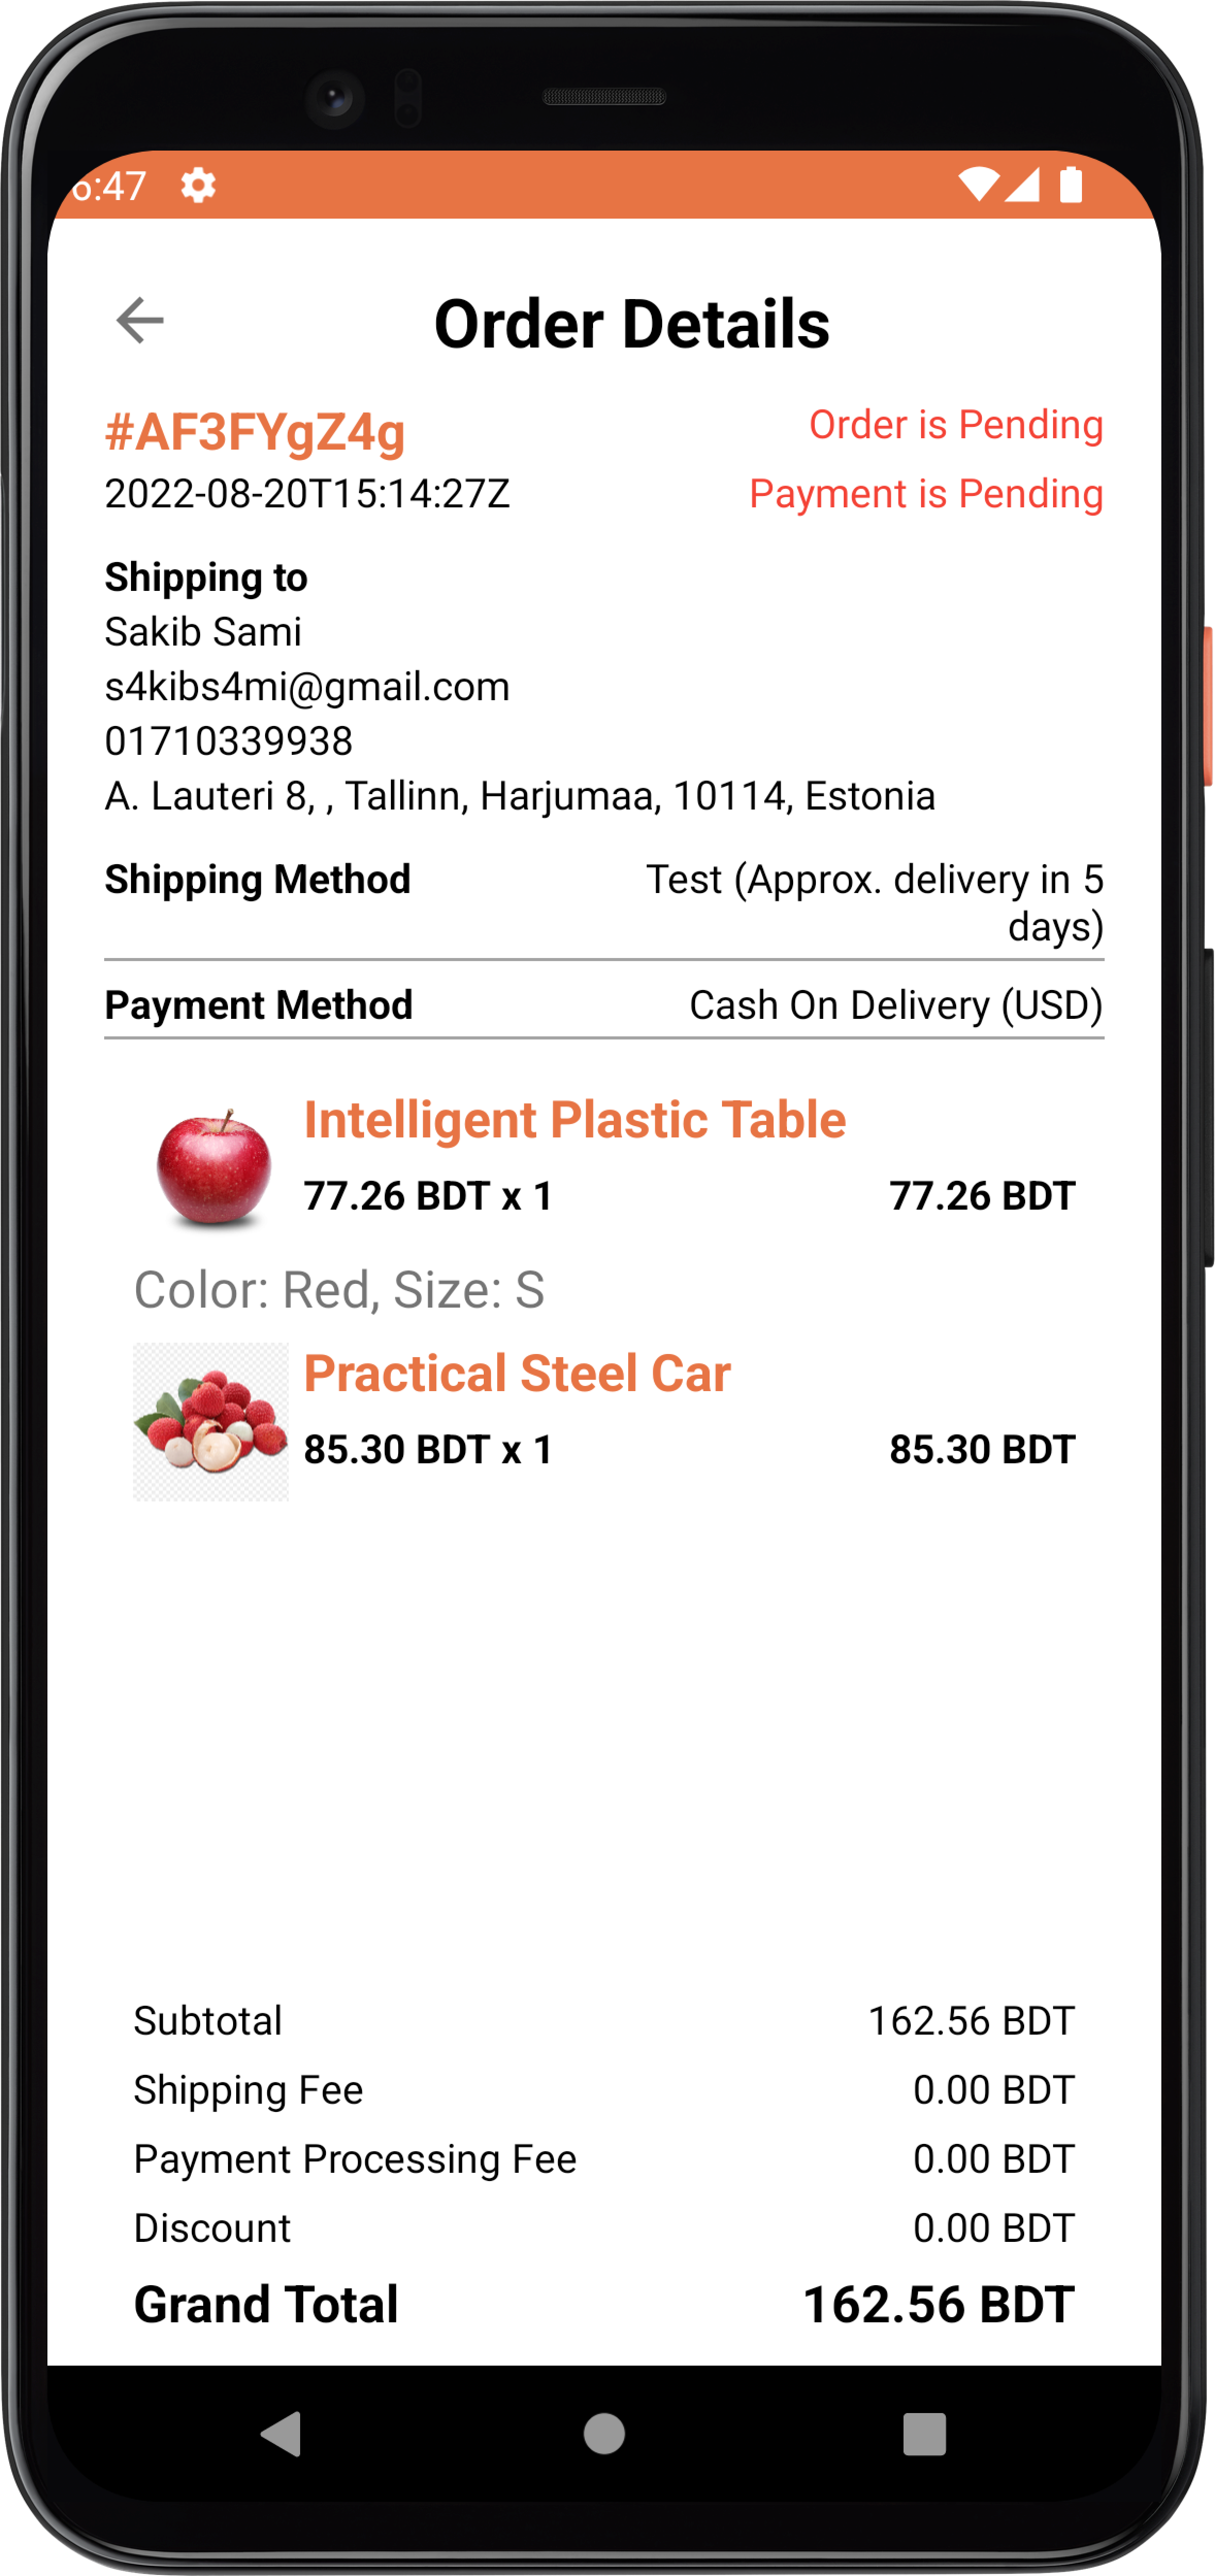 6:47
Order Details
#AF3FYgZ4g
Order is Pending
2022-08-20T15:14:27Z
Payment is Pending
Shipping to
Sakib Sami
s4kibs4mi@gmail.com
01710339938
A. Lauteri 8, , Tallinn, Harjumaa, 10114, Estonia
Shipping Method
Test (Approx. delivery in 5
days)
Payment Method
Cash On Delivery (USD)
Intelligent Plastic Table
77.26 BDT x 1
77.26 BDT
Color: Red, Size: S
Practical Steel Car
85.30 BDT x 1
85.30 BDT
Subtotal
162.56 BDT
Shipping Fee
0.00 BDT
Payment Processing Fee
0.00 BDT
Discount
0.00 BDT
Grand Total
162.56 BDT